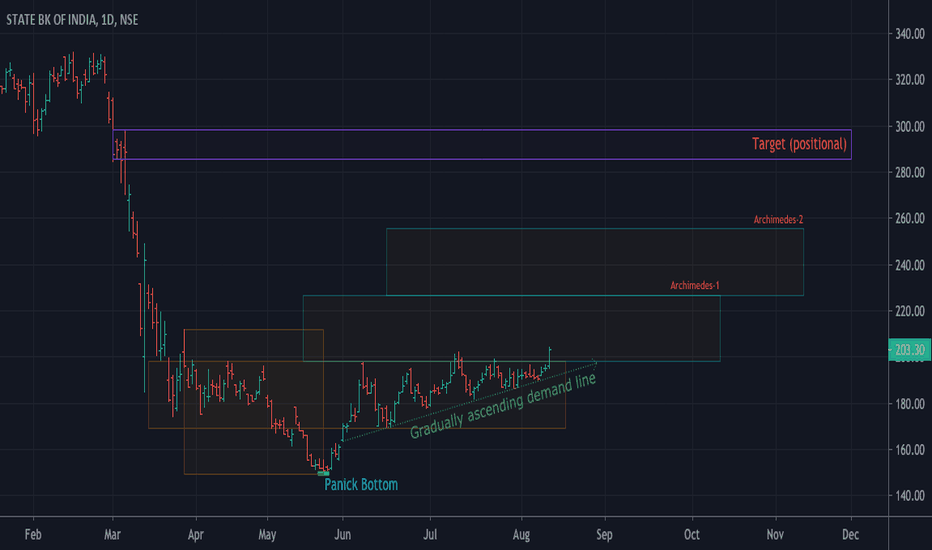 STATE BK OF INDIA, 1D, NSE
340.00
320.00
300.00
Target (positional)
280.00
Archimedes-2
260.00
240.00
Archimedes-1
220.00
203.30
180.00
Gradually ascending demand line
160.00
Panick Bottom
140.00
Feb Mar Apr May Jun Jul Aug Sep Oct Nov Dec